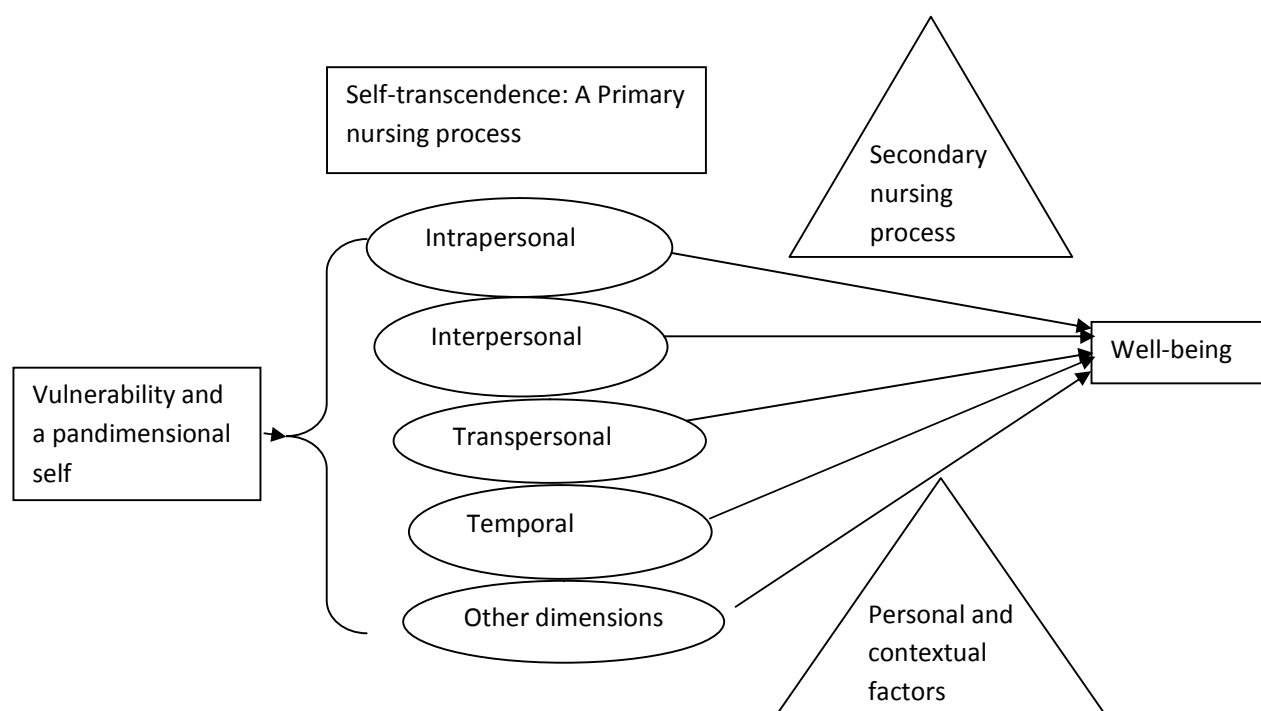 Self-transcendence: A Primary
nursing process
Secondary
nursing
process
Intrapersonal
Interpersonal
Well-being
Vulnerability and
a pandimensional
self
Transpersonal
Temporal
Other dimensions
Personal and
contextual
factors